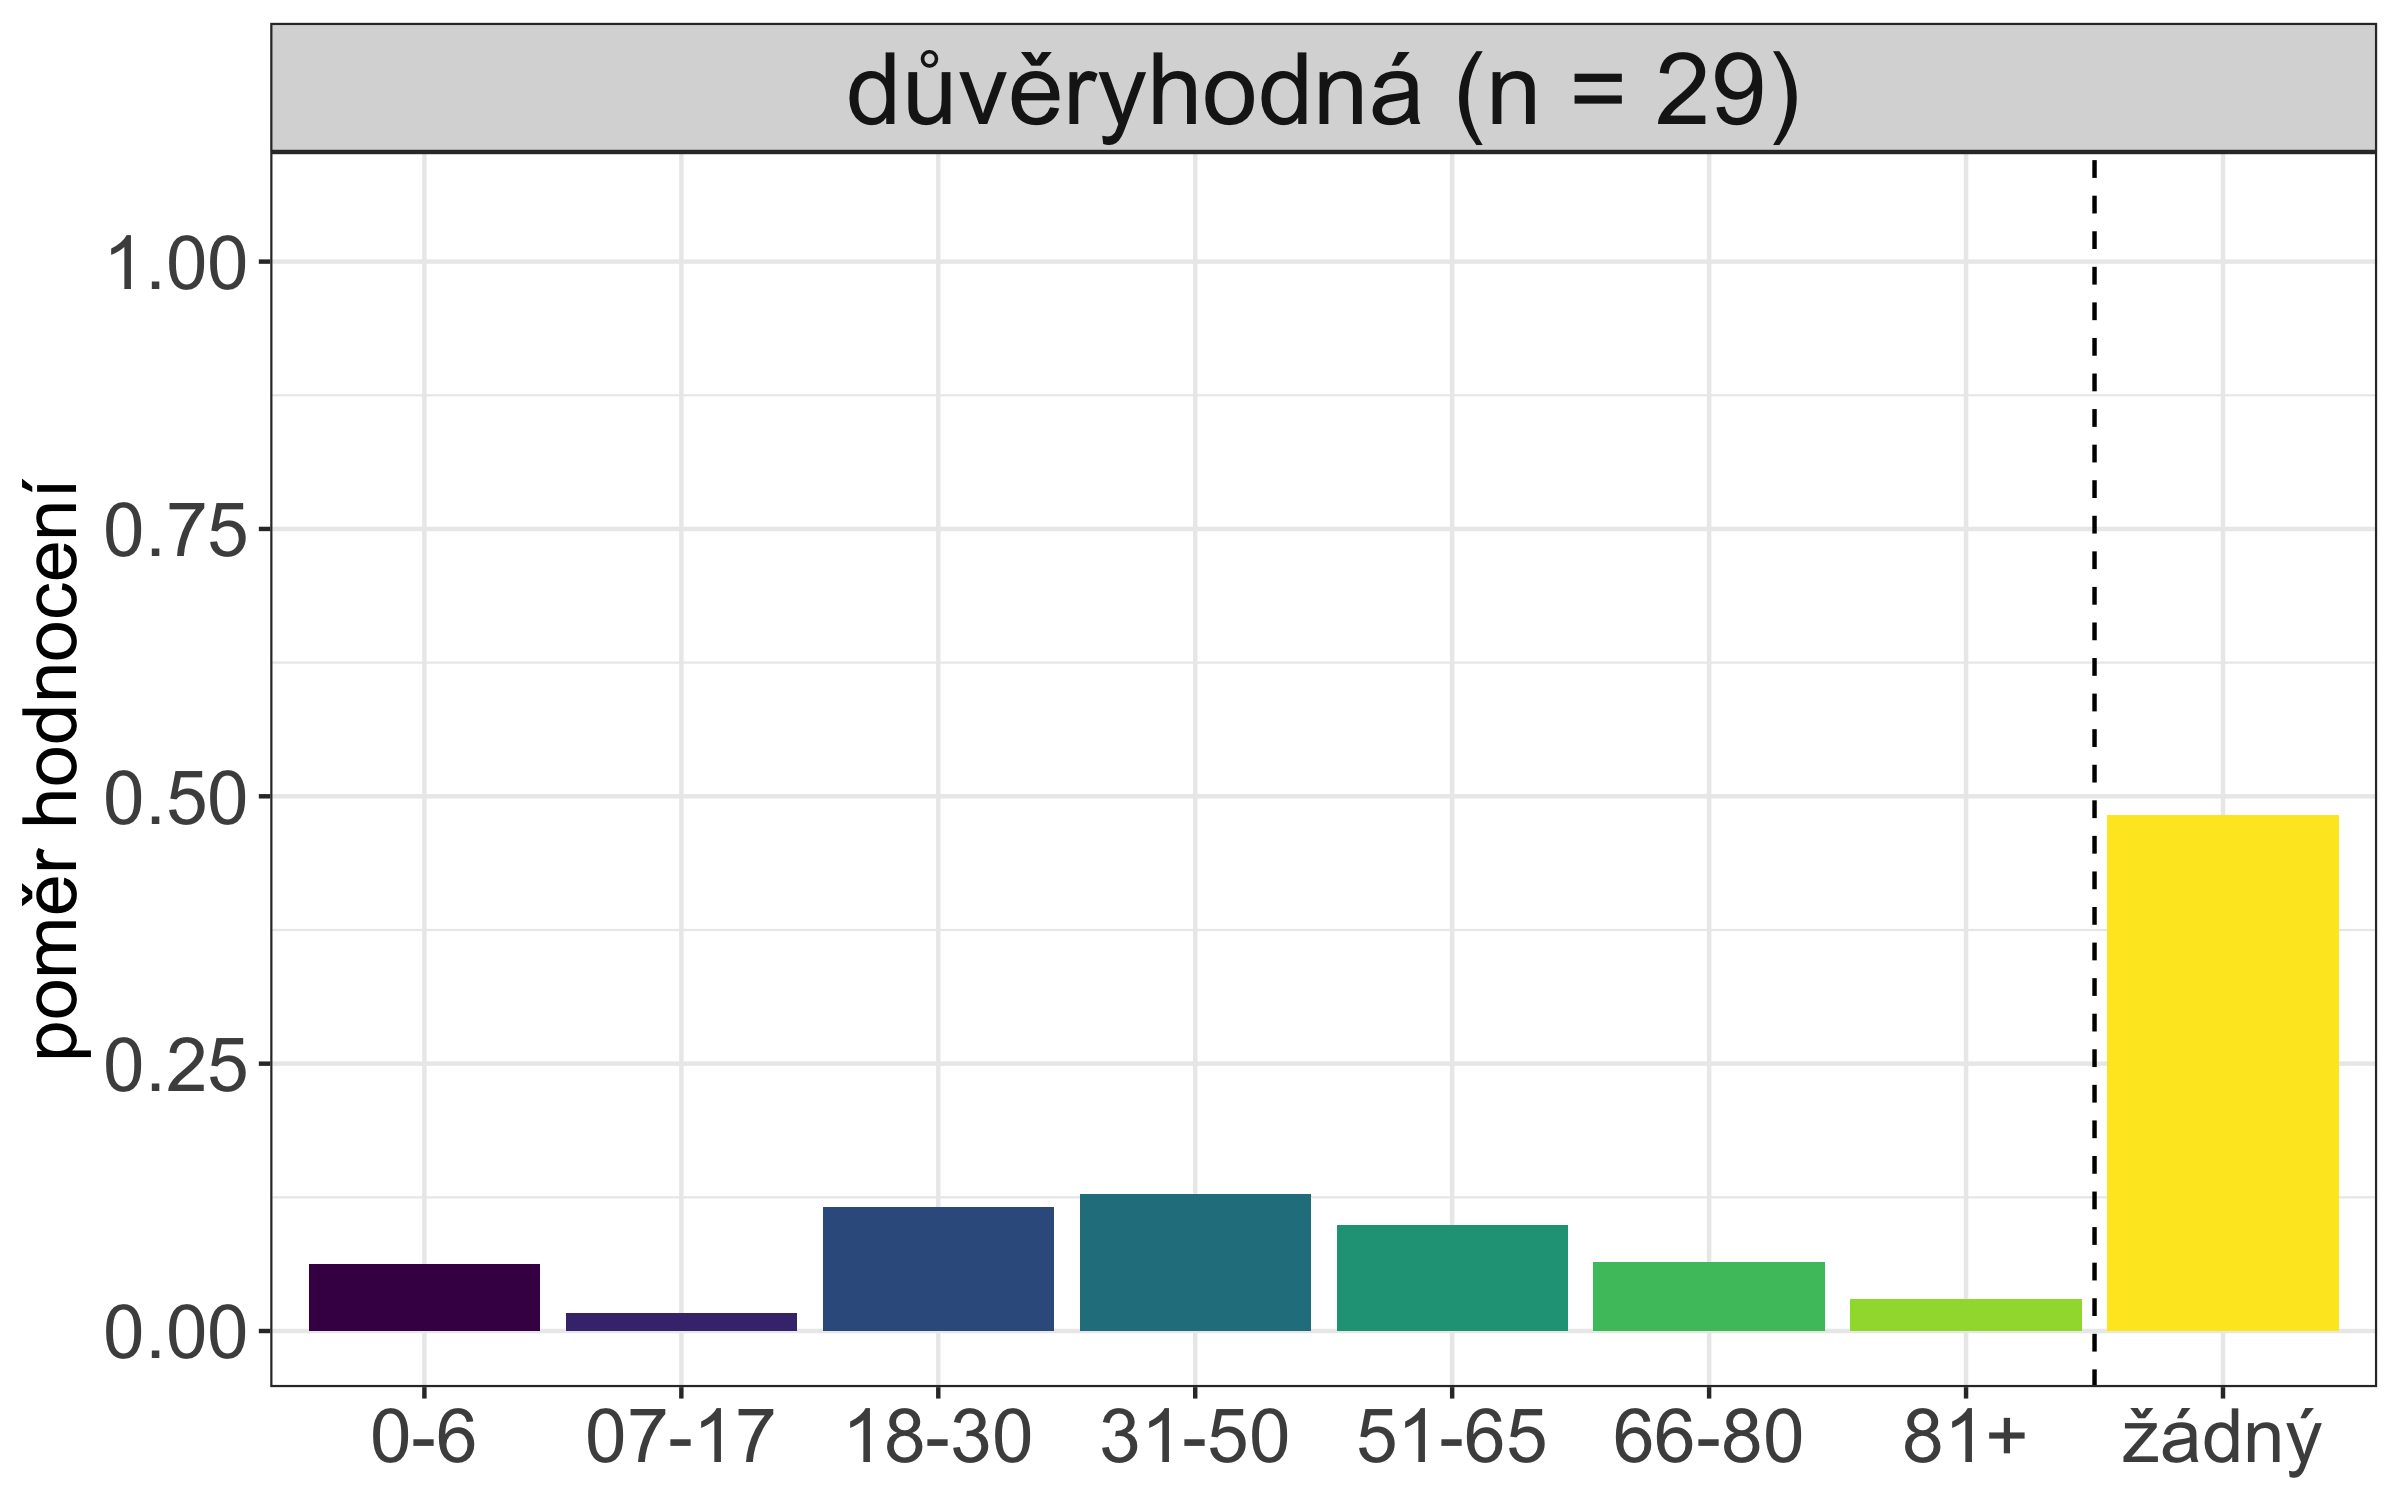 důvěryhodná (n = 29)
poměr hodnocení
1.00
0.75
0.50
0.25
0.00
0-6 07-17 18-30 31-50 51-65 66-80 81+ žádný